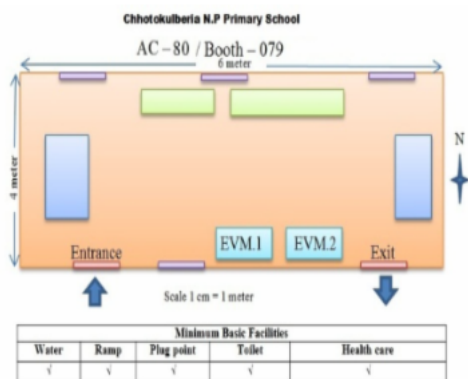 Chhotokulberia N.P Primary School
AC – 80 / Booth – 079
6 meter
4 meter
N
EVM.1 EVM.2
Entrance Exit
Scale 1 cm = 1 meter
Minimum Basic Facilities
Water Ramp Plug point Toilet Health care
√ √ √ √ √